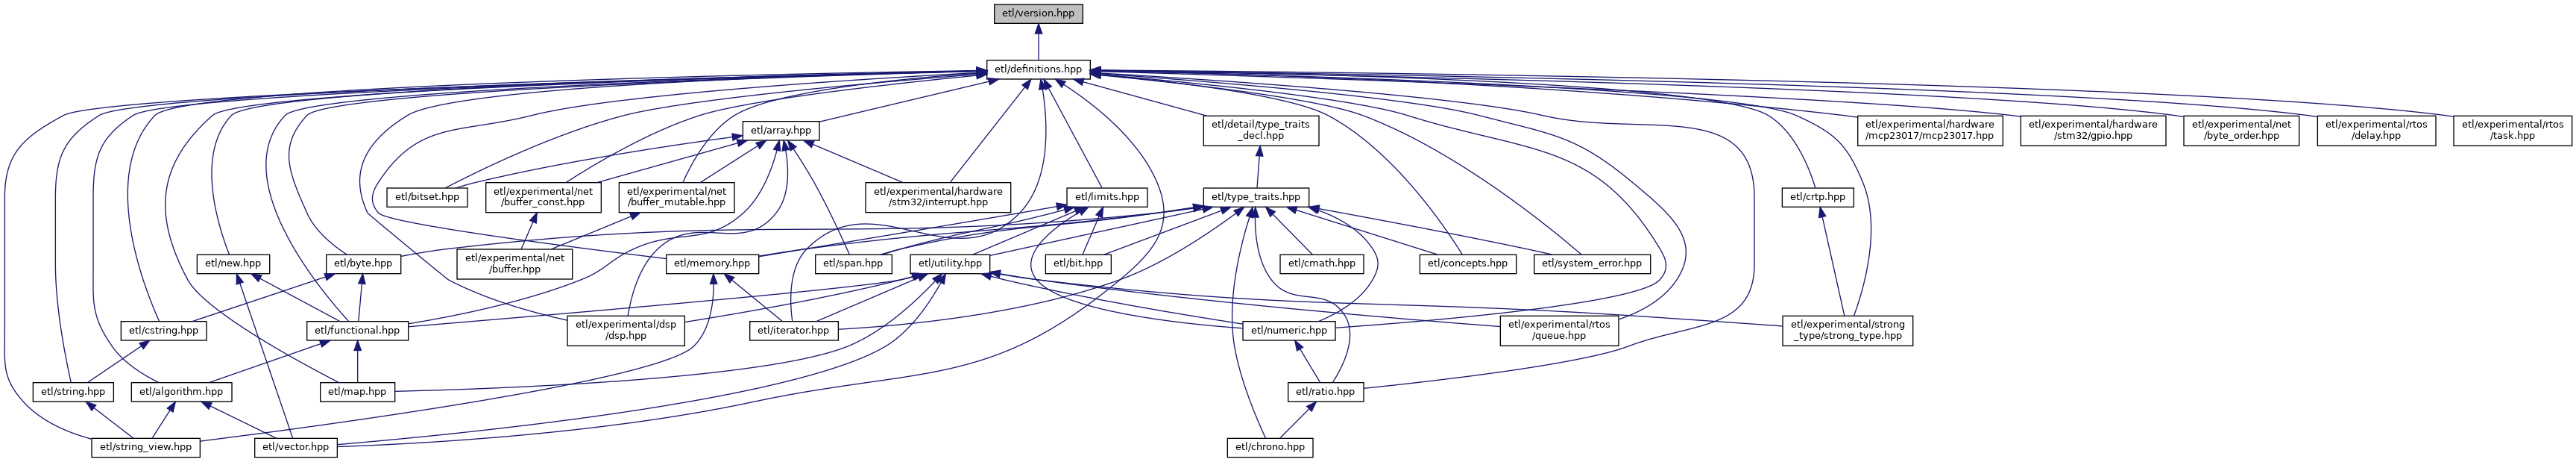 etl/version.hpp
etl/definitions.hpp
etl/array.hpp
etl/detail/type_traits
_decl.hpp
etl/experimental/hardware
/mcp23017/mcp23017.hpp
etl/experimental/hardware
/stm32/gpio.hpp
etl/experimental/net
/byte_order.hpp
etl/experimental/rtos
/delay.hpp
etl/experimental/rtos
/task.hpp
etl/bitset.hpp
etl/experimental/net
/buffer_const.hpp
etl/experimental/net
/buffer_mutable.hpp
etl/experimental/hardware
/stm32/interrupt.hpp
etl/limits.hpp
etl/type_traits.hpp
etl/crtp.hpp
etl/new.hpp
etl/byte.hpp
etl/experimental/net
/buffer.hpp
etl/memory.hpp
etl/span.hpp
etl/utility.hpp
etl/bit.hpp
etl/cmath.hpp
etl/concepts.hpp
etl/system_error.hpp
etl/cstring.hpp
etl/functional.hpp
etl/experimental/dsp
/dsp.hpp
etl/iterator.hpp
etl/numeric.hpp
etl/experimental/rtos
/queue.hpp
etl/experimental/strong
_type/strong_type.hpp
etl/string.hpp
etl/algorithm.hpp
etl/map.hpp
etl/ratio.hpp
etl/string_view.hpp
etl/vector.hpp
etl/chrono.hpp